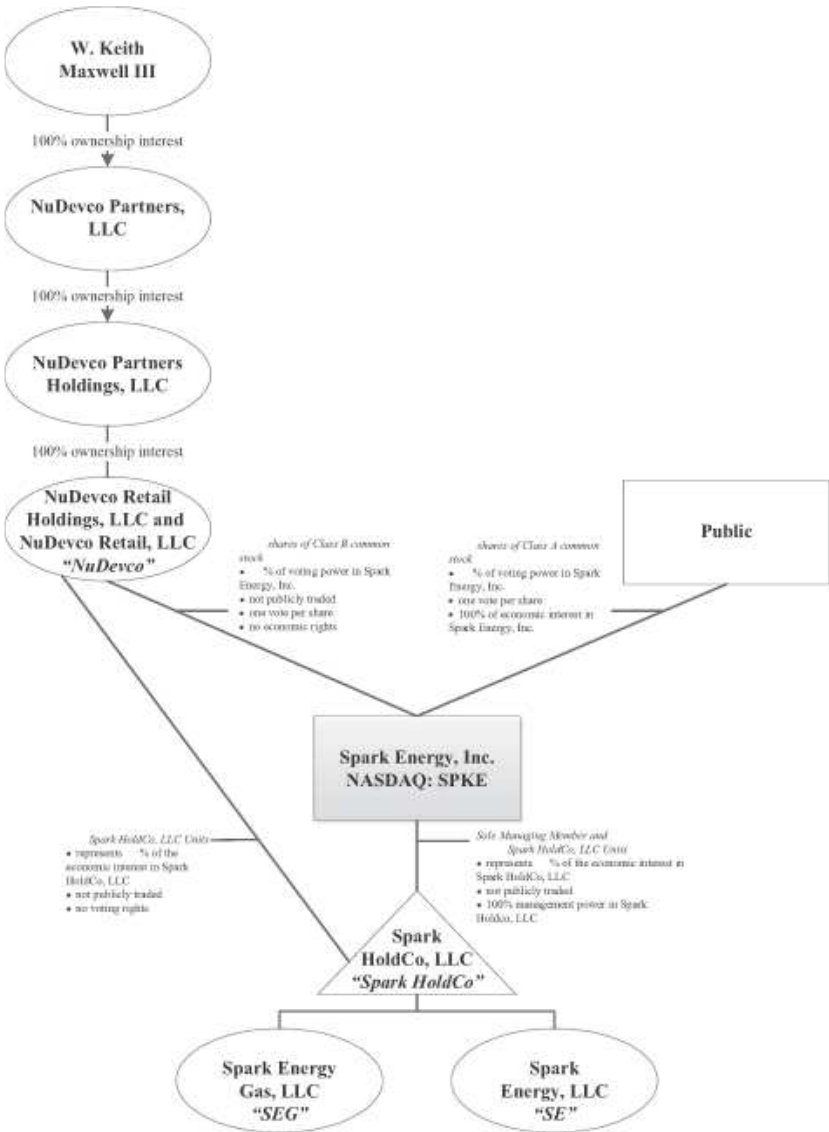 W. Keith
Maxwell III
100% ownership interest
NuDevco Partners,
LLC
100% ownership interest
NuDevco Partners
Holdings, LLC
100% ownership interest
NuDevco Retail
Holdings, LLC and
NuDevco Retail, LLC
“NuDevco”
shares of Class B common
stock
• % of voting power in Spark
Energy, Inc.
• not publicly traded
• one vote per share
• no economic rights
shares of Class A common
stock
• % of voting power in Spark
Energy, Inc.
• one vote per share
• 100% of economic interest in
Spark Energy, Inc.
Public
Spark Energy, Inc.
NASDAQ: SPKE
Spark HoldCo, LLC Units
• represents % of the
economic interest in Spark
HoldCo, LLC
• not publicly traded
• no voting rights
Sole Managing Member and
Spark HoldCo, LLC Units
• represents % of the economic interest in
Spark HoldCo, LLC
• not publicly traded
• 100% management power in Spark
Holdco, LLC
Spark
HoldCo, LLC
“Spark HoldCo”
Spark Energy
Gas, LLC
“SEG”
Spark
Energy, LLC
“SE”